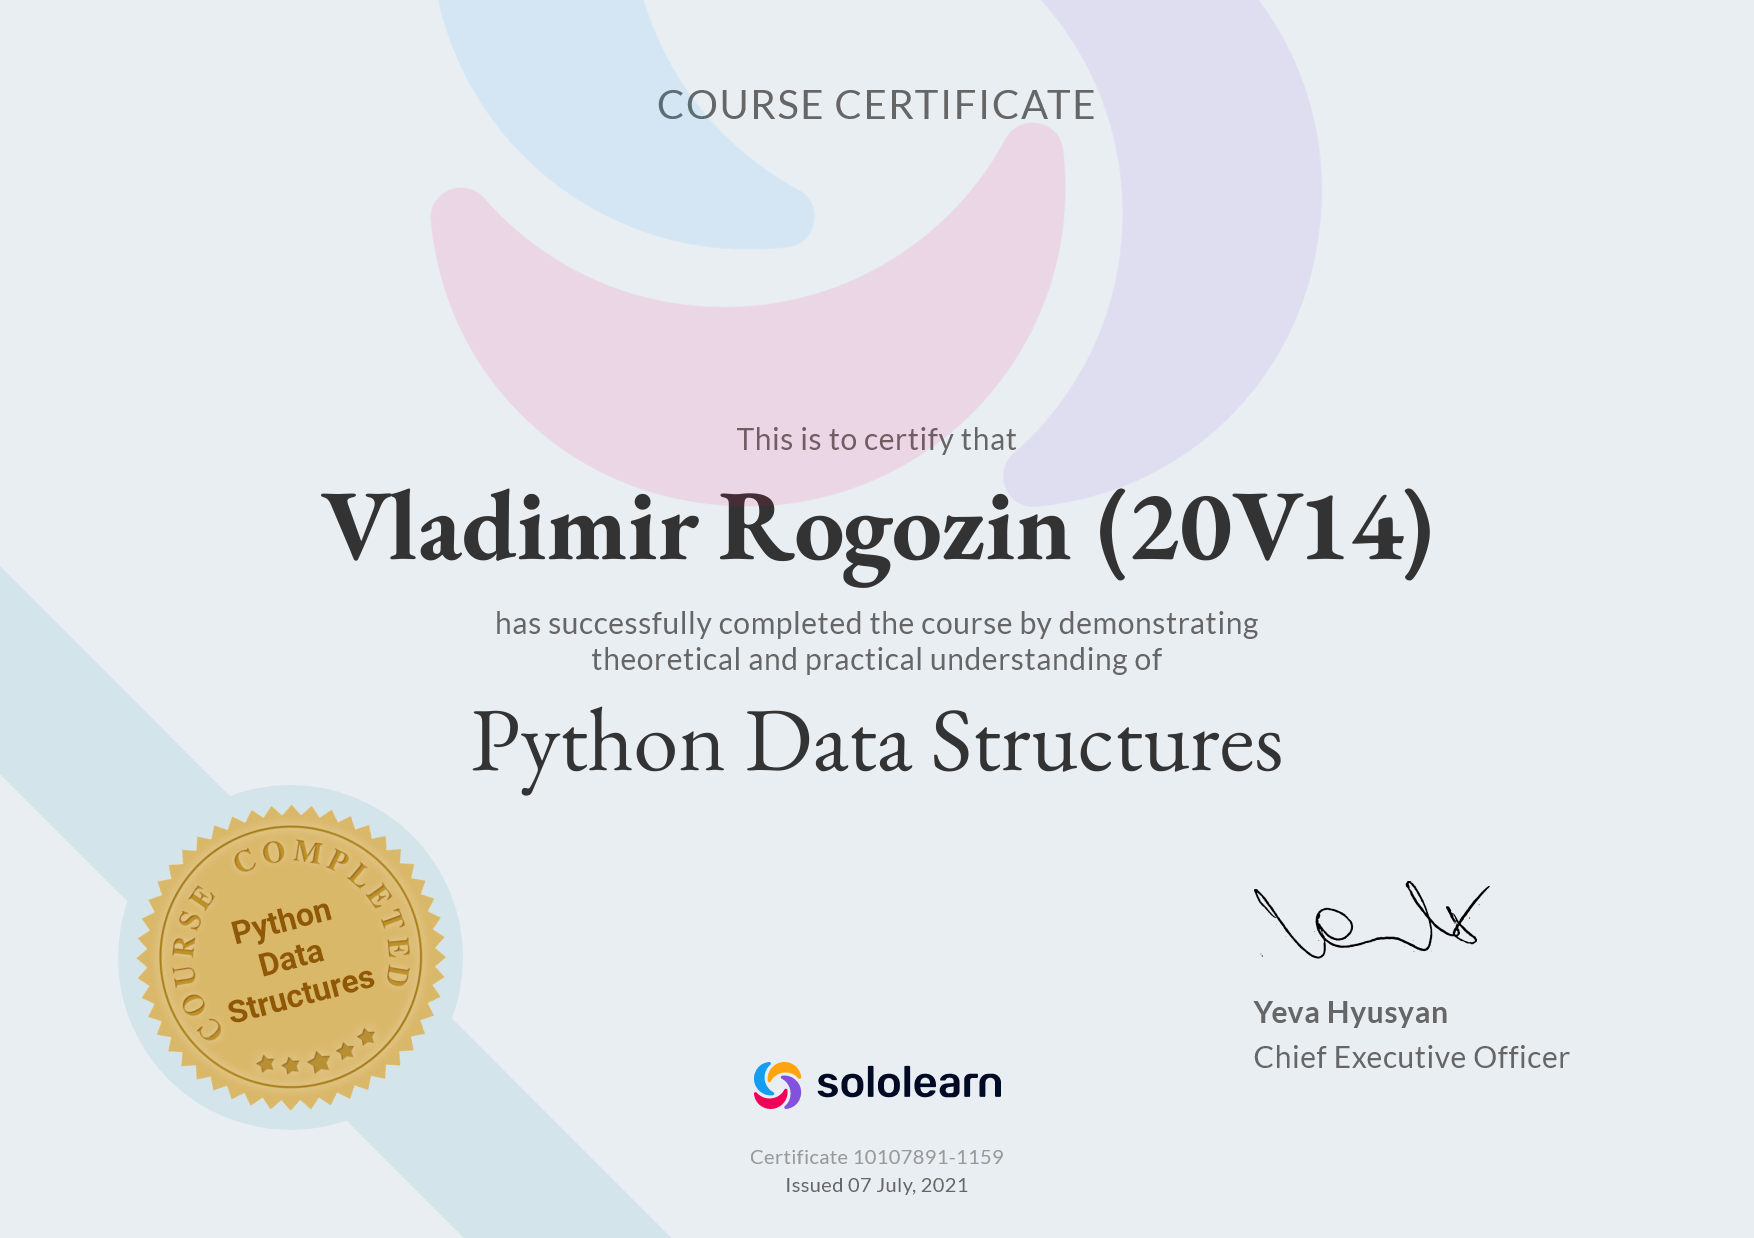 COURSE CERTIFICATE
This is to certify that
Vladimir Rogozin (20V14)
has successfully completed the course by demonstrating
theoretical and practical understanding of
Python Data Structures
COURSE COMPLETED
Python
Data
Structures
Yeva Hyusyan
Chief Executive Officer
sololearn
Certificate 10107891-1159
Issued 07 July, 2021